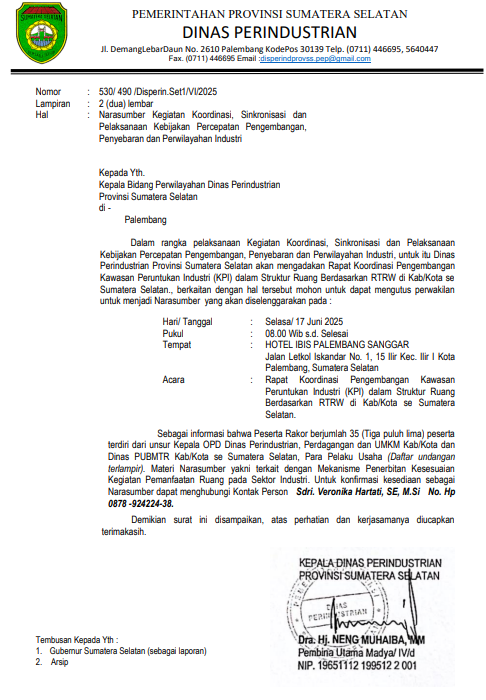 SUMATERA SELATAN
PEMERINTAHAN PROVINSI SUMATERA SELATAN
DINAS PERINDUSTRIAN
Jl. DemangLebarDaun No. 2610 Palembang KodePos 30139 Telp. (0711) 446695, 5640447
Fax. (0711) 446695 Email :disperindprovss.pep@gmail.com
Nomor : 530/ 490 /Disperin.Set1/VI/2025
Lampiran : 2 (dua) lembar
Hal : Narasumber Kegiatan Koordinasi, Sinkronisasi dan
Pelaksanaan Kebijakan Percepatan Pengembangan,
Penyebaran dan Perwilayahan Industri
Kepada Yth.
Kepala Bidang Perwilayahan Dinas Perindustrian
Provinsi Sumatera Selatan
di -
Palembang
Dalam rangka pelaksanaan Kegiatan Koordinasi, Sinkronisasi dan Pelaksanaan
Kebijakan Percepatan Pengembangan, Penyebaran dan Perwilayahan Industri, untuk itu Dinas
Perindustrian Provinsi Sumatera Selatan akan mengadakan Rapat Koordinasi Pengembangan
Kawasan Peruntukan Industri (KPI) dalam Struktur Ruang Berdasarkan RTRW di Kab/Kota se
Sumatera Selatan., berkaitan dengan hal tersebut mohon untuk dapat mengutus perwakilan
untuk menjadi Narasumber yang akan diselenggarakan pada :
Hari/ Tanggal : Selasa/ 17 Juni 2025
Pukul : 08.00 Wib s.d. Selesai
Tempat : HOTEL IBIS PALEMBANG SANGGAR
Jalan Letkol Iskandar No. 1, 15 Ilir Kec. Ilir I Kota
Palembang, Sumatera Selatan
Acara : Rapat Koordinasi Pengembangan Kawasan
Peruntukan Industri (KPI) dalam Struktur Ruang
Berdasarkan RTRW di Kab/Kota se Sumatera
Selatan.
Sebagai informasi bahwa Peserta Rakor berjumlah 35 (Tiga puluh lima) peserta
terdiri dari unsur Kepala OPD Dinas Perindustrian, Perdagangan dan UMKM Kab/Kota dan
Dinas PUBMTR Kab/Kota se Sumatera Selatan, Para Pelaku Usaha (Daftar undangan
terlampir). Materi Narasumber yakni terkait dengan Mekanisme Penerbitan Kesesuaian
Kegiatan Pemanfaatan Ruang pada Sektor Industri. Untuk konfirmasi kesediaan sebagai
Narasumber dapat menghubungi Kontak Person Sdri. Veronika Hartati, SE, M.Si No. Hp
0878 -924224-38.
Demikian surat ini disampaikan, atas perhatian dan kerjasamanya diucapkan
terimakasih.
KEPALA DINAS PERINDUSTRIAN
PROVINSI SUMATERA SELATAN
DINAS
PERINDUSTRIAN
Dra. Hj. NENG MUHAIBA, MM
Pembina Utama Madya/ IV/d
NIP. 19651112 199512 2 001
Tembusan Kepada Yth :
1. Gubernur Sumatera Selatan (sebagai laporan)
2. Arsip